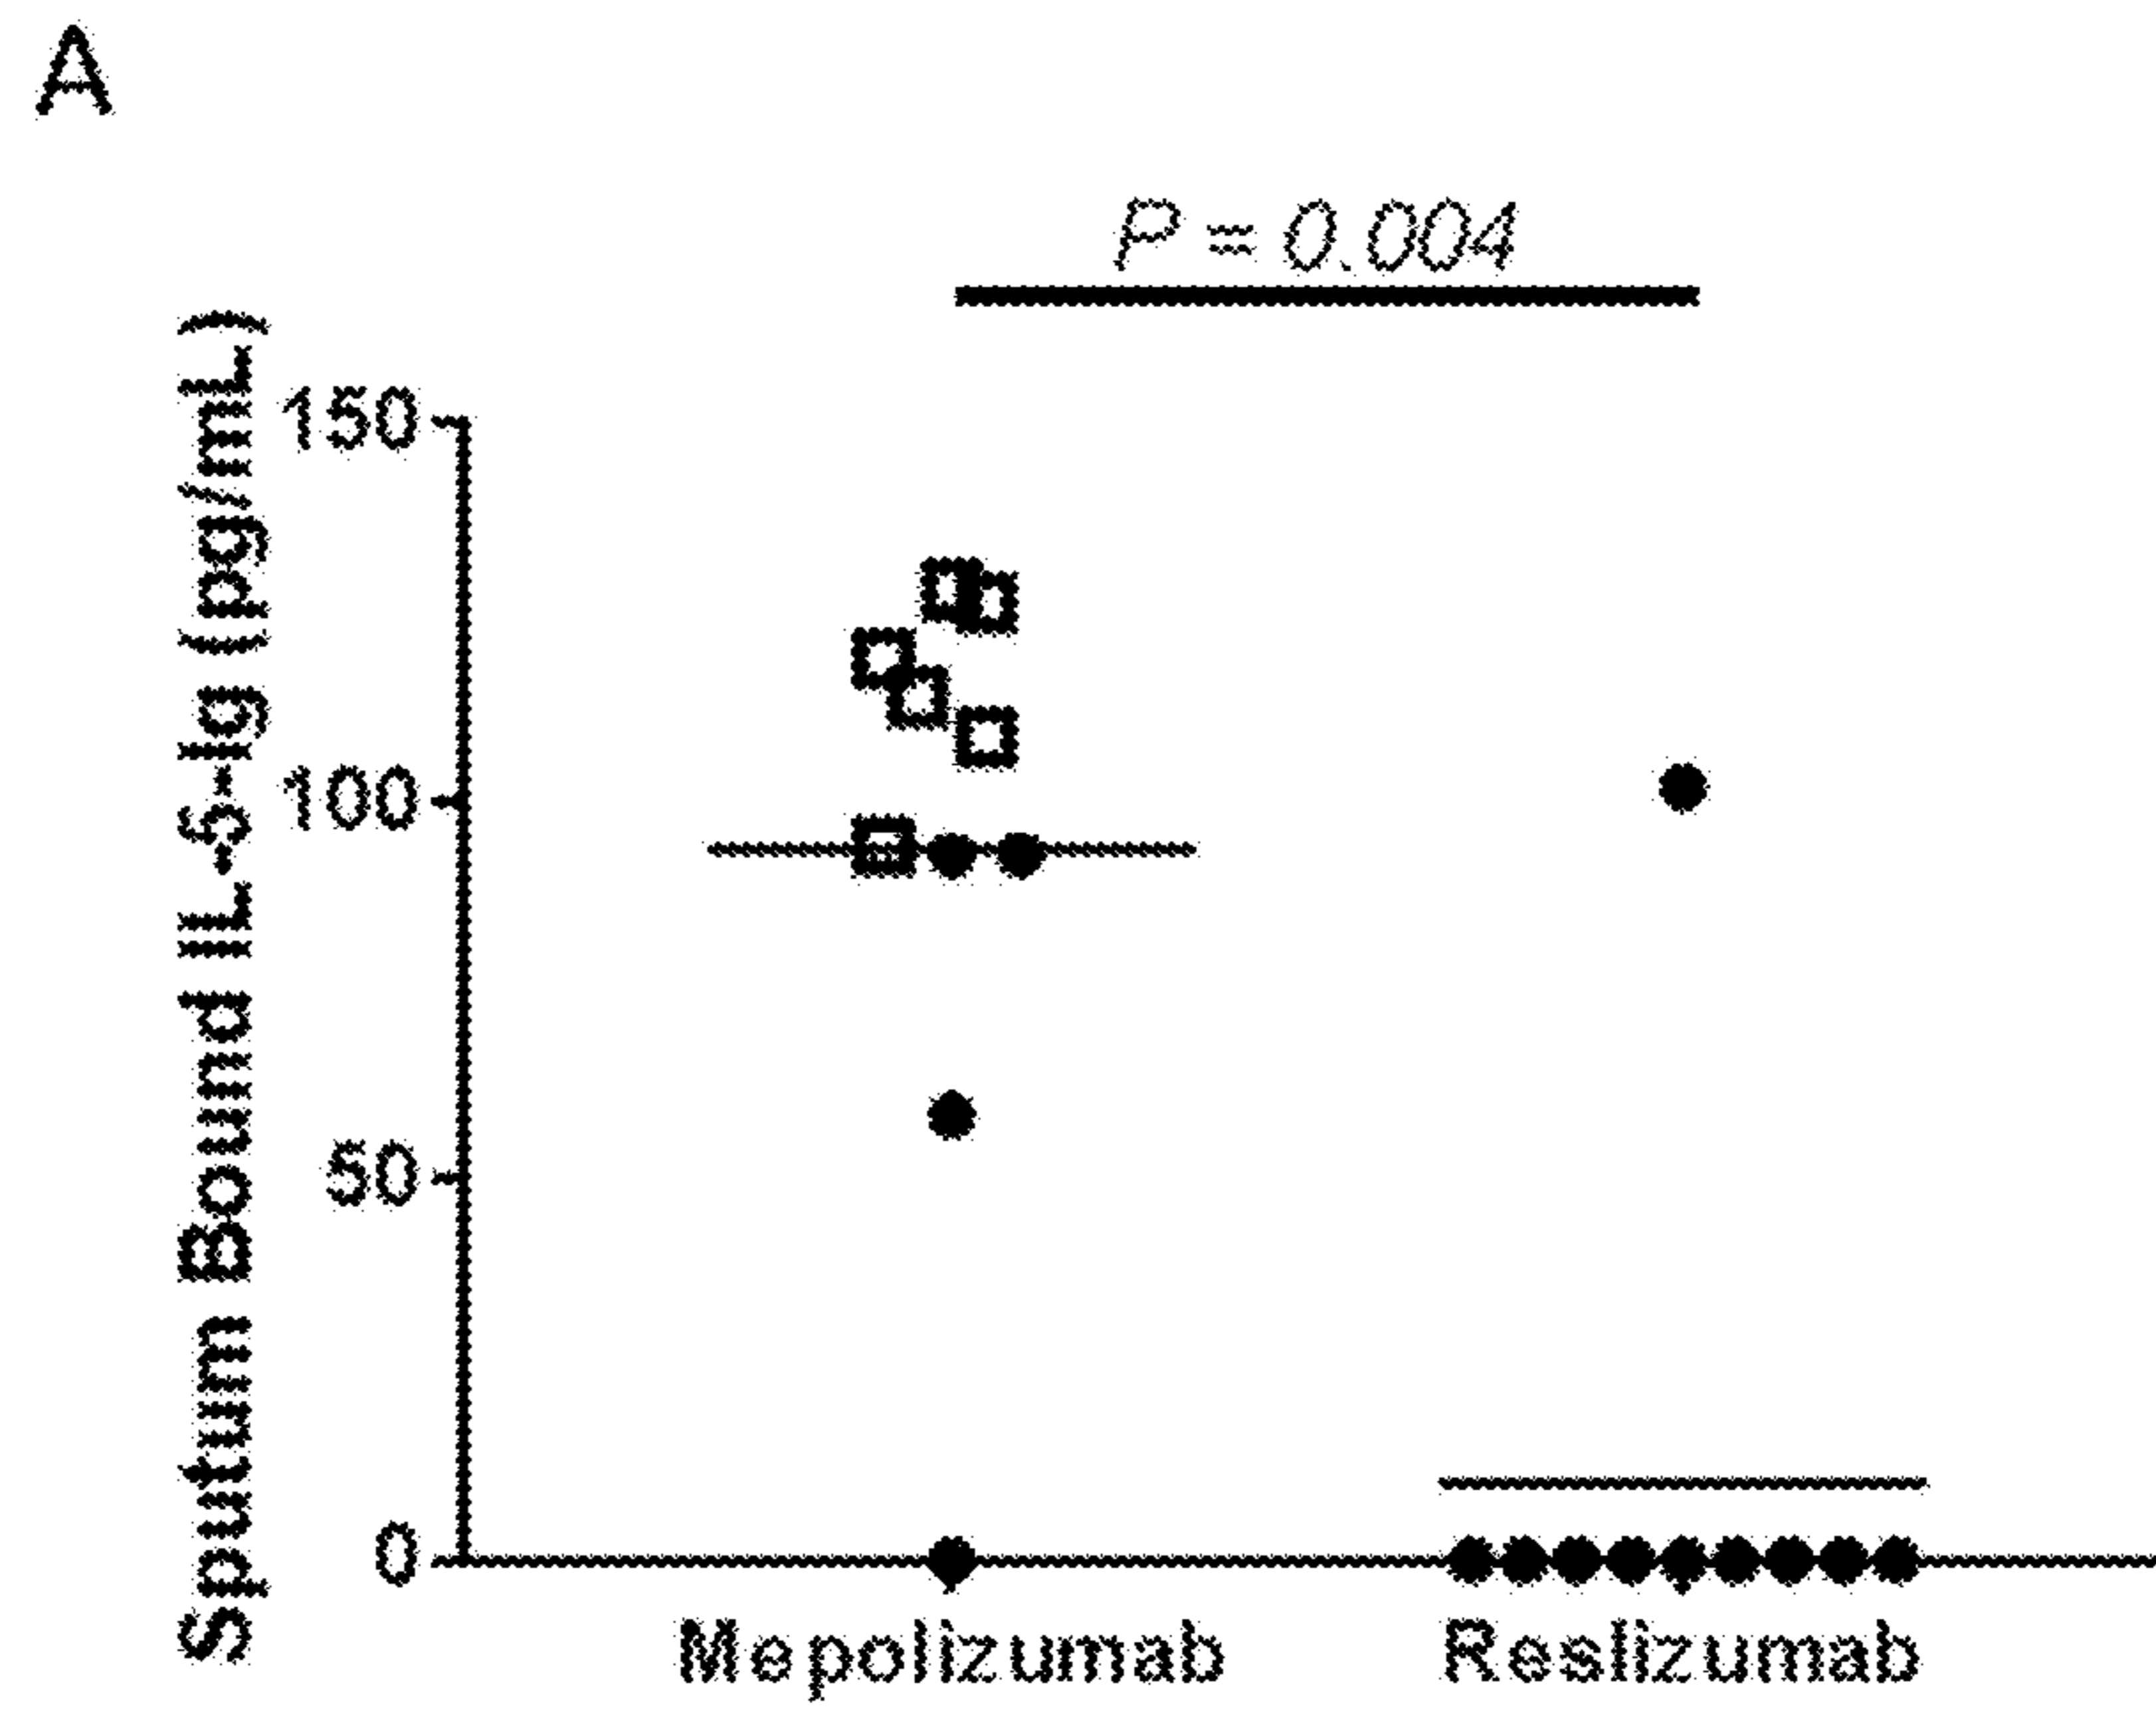 A
P = 0.004
Sputum Bound IL-5-Ig (pg/mL)
150
100
50
0
Mepolizumab
Reslizumab